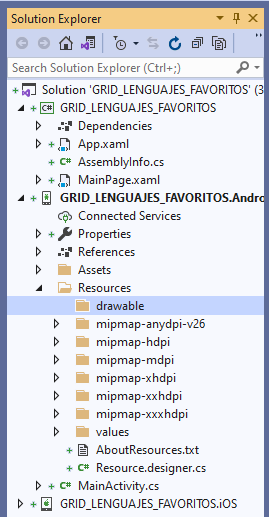 Solution Explorer
Search Solution Explorer (Ctrl+;)
Solution 'GRID_LENGUAJES_FAVORITOS' (3
GRID_LENGUAJES_FAVORITOS
Dependencies
App.xaml
AssemblyInfo.cs
MainPage.xaml
GRID_LENGUAJES_FAVORITOS.Andro
Connected Services
Properties
References
Assets
Resources
drawable
mipmap-anydpi-v26
mipmap-hdpi
mipmap-mdpi
mipmap-xhdpi
mipmap-xxhdpi
mipmap-xxxhdpi
values
AboutResources.txt
Resource.designer.cs
MainActivity.cs
GRID_LENGUAJES_FAVORITOS.iOS